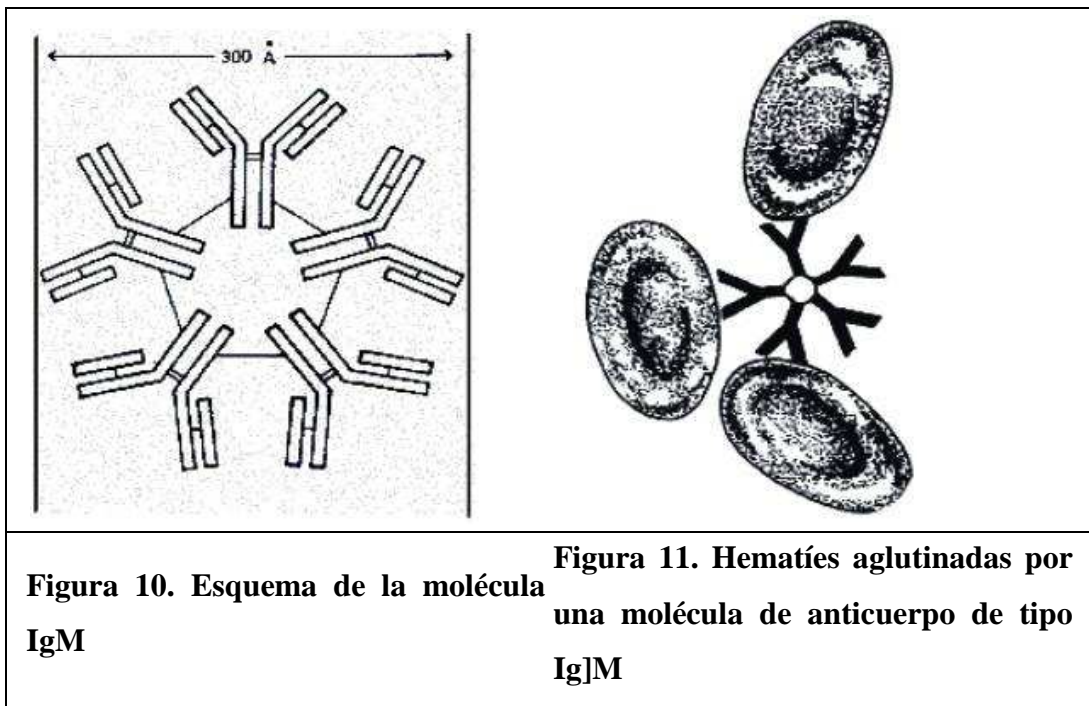 300 Å
Figura 10. Esquema de la molécula
IgM
Figura 11. Hematíes aglutinadas por
una molécula de anticuerpo de tipo
Ig]M